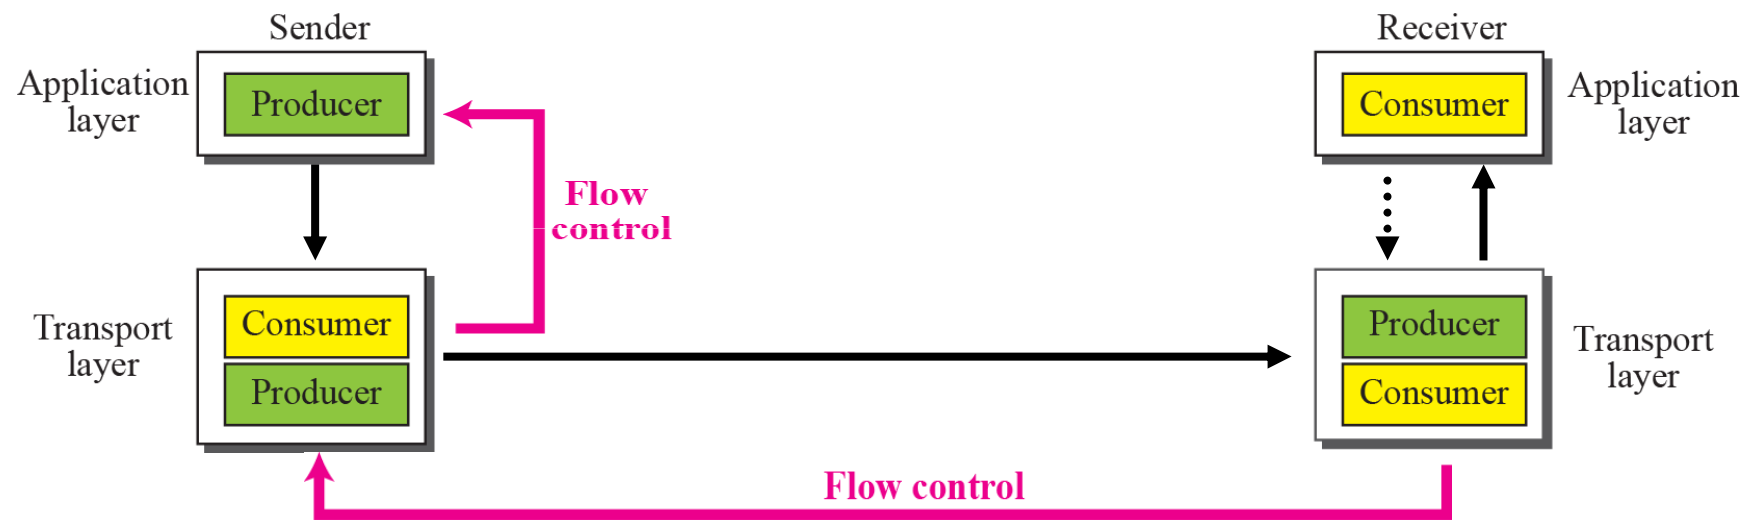 Sender
Receiver
Application
layer
Producer
Consumer
Application
layer
Flow
control
Transport
layer
Consumer
Producer
Producer
Consumer
Transport
layer
Flow control